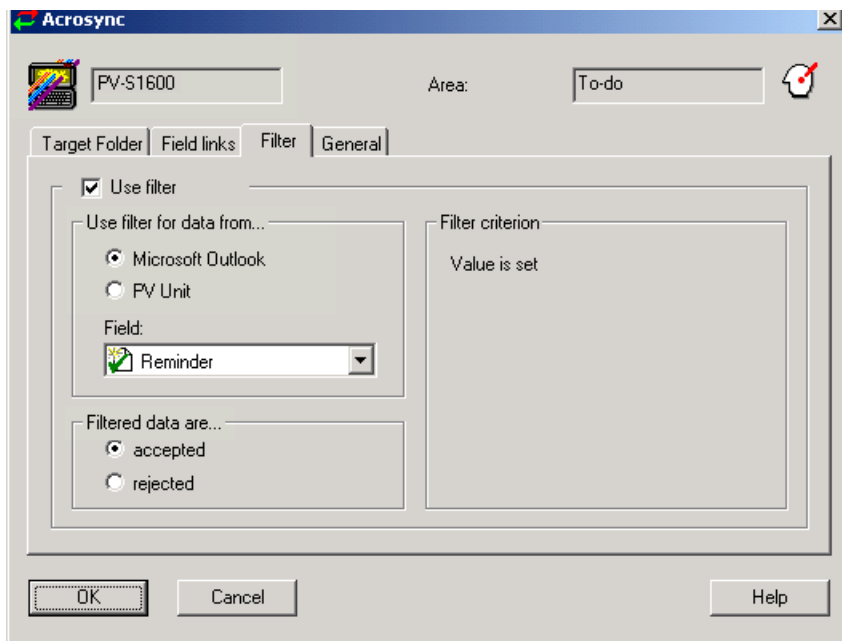 Acrosync
PV-S1600
Area:
To-do
Target Folder
Field links
Filter
General
Use filter
Use filter for data from...
Microsoft Outlook
PV Unit
Field:
Reminder
Filtered data are...
accepted
rejected
Filter criterion
Value is set
OK
Cancel
Help